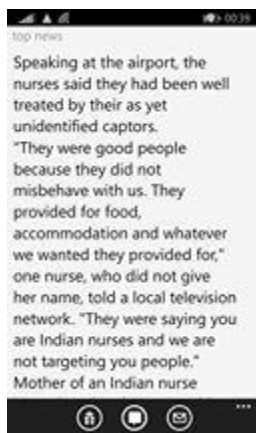 00:39
top news
Speaking at the airport, the
nurses said they had been well
treated by their as yet
unidentified captors.
"They were good people
because they did not
misbehave with us. They
provided for food,
accommodation and whatever
we wanted they provided for,"
one nurse, who did not give
her name, told a local television
network. "They were saying you
are Indian nurses and we are
not targeting you people."
Mother of an Indian nurse